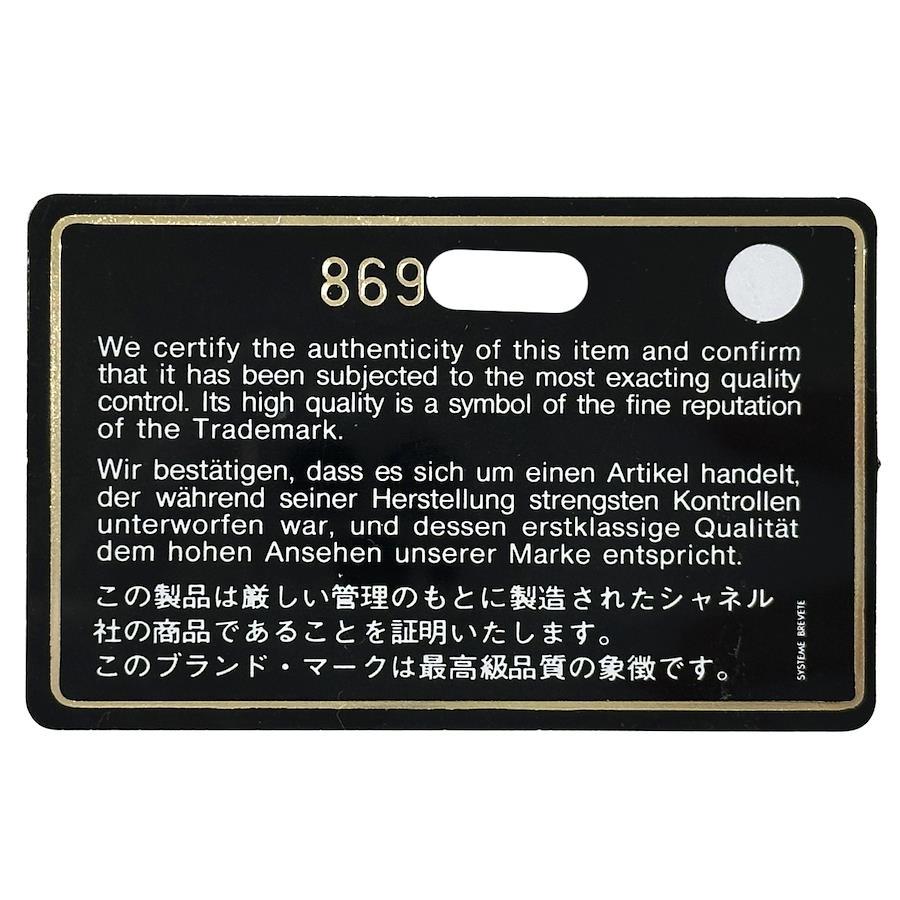 869
We certify the authenticity of this item and confirm
that it has been subjected to the most exacting quality
control. Its high quality is a symbol of the fine reputation
of the Trademark.
Wir bestätigen, dass es sich um einen Artikel handelt,
der während seiner Herstellung strengsten Kontrollen
unterworfen war, und dessen erstklassige Qualität
dem hohen Ansehen unserer Marke entspricht.
この製品は厳しい管理のもとに製造されたシャネル
社の商品であることを証明いたします。
このブランド・マークは最高級品質の象徴です。
SYSTEME BREVETE